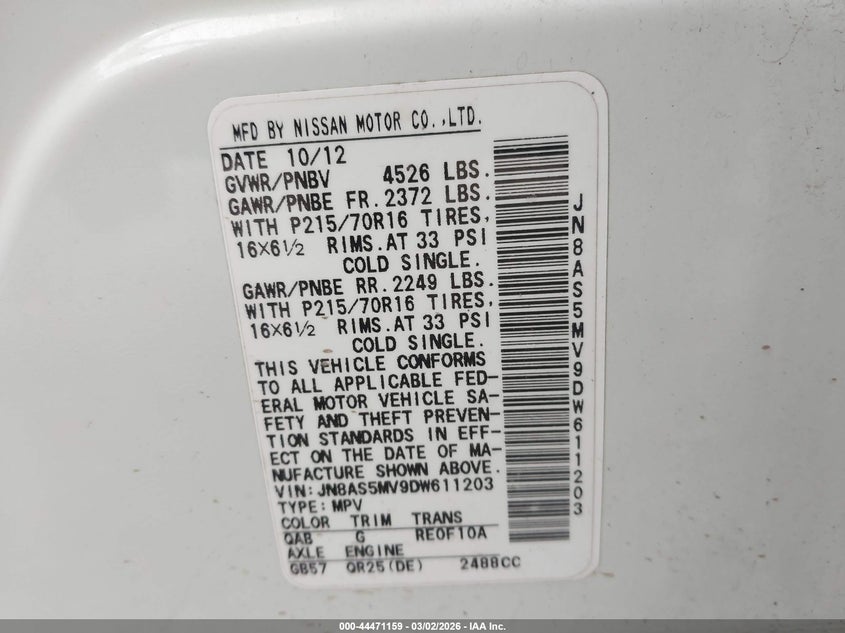 MFD BY NISSAN MOTOR CO.,LTD.
DATE 10/12
GVWR/PNBV 4526 LBS.
GAWR/PNBE FR.2372 LBS.
WITH P215/70R16 TIRES,
16X6½ RIMS.AT 33 PSI
COLD SINGLE.
GAWR/PNBE RR.2249 LBS.
WITH P215/70R16 TIRES,
16X6½ RIMS.AT 33 PSI
COLD SINGLE.
THIS VEHICLE CONFORMS
TO ALL APPLICABLE FED-
ERAL MOTOR VEHICLE SA-
FETY AND THEFT PREVEN-
TION STANDARDS IN EFF-
ECT ON THE DATE OF MA-
NUFACTURE SHOWN ABOVE.
VIN: JN8AS5MV9DW611203
TYPE: MPV
COLOR TRIM TRANS
QAB G RE0F10A
AXLE ENGINE
GB57 QR25(DE) 2488CC
JN8AS5MV9DW611203
000-44471159 - 03/02/2026 - IAA Inc.